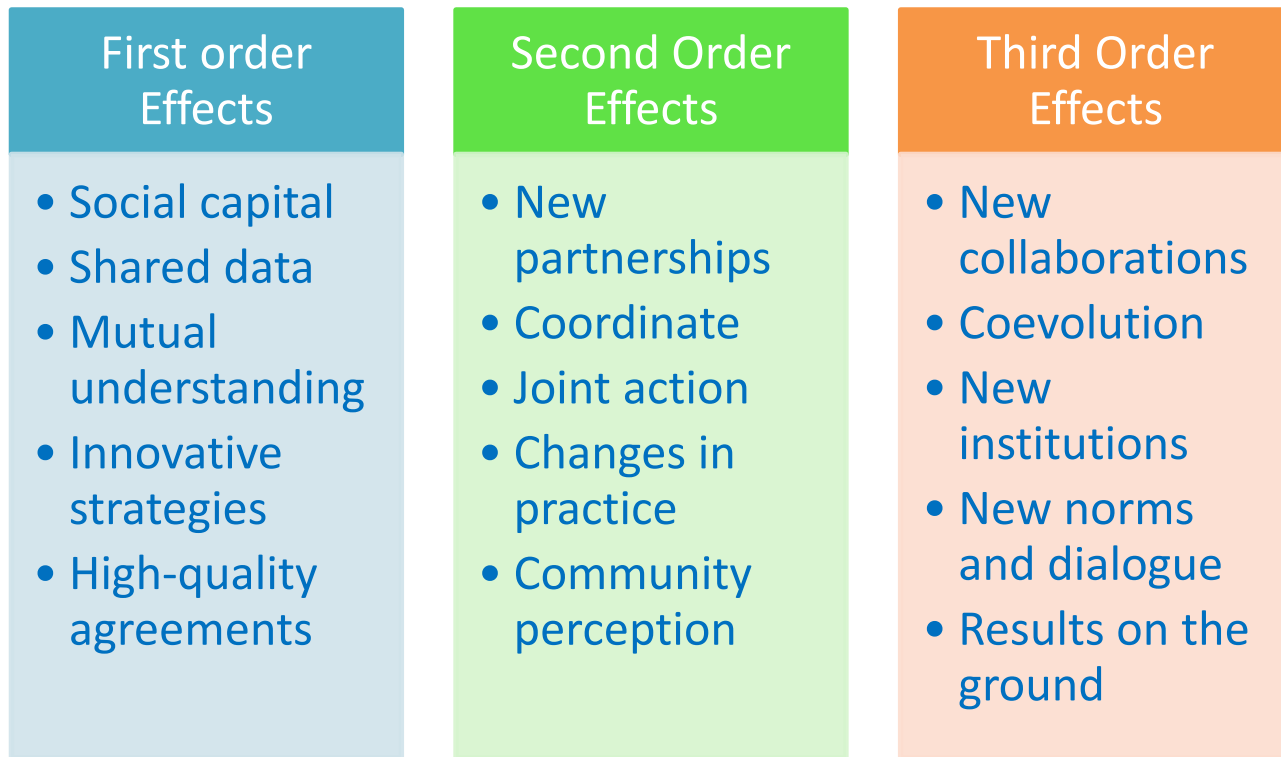 First order
Effects
• Social capital
• Shared data
• Mutual
understanding
• Innovative
strategies
• High-quality
agreements
Second Order
Effects
• New
partnerships
• Coordinate
• Joint action
• Changes in
practice
• Community
perception
Third Order
Effects
• New
collaborations
• Coevolution
• New
institutions
• New norms
and dialogue
• Results on the
ground